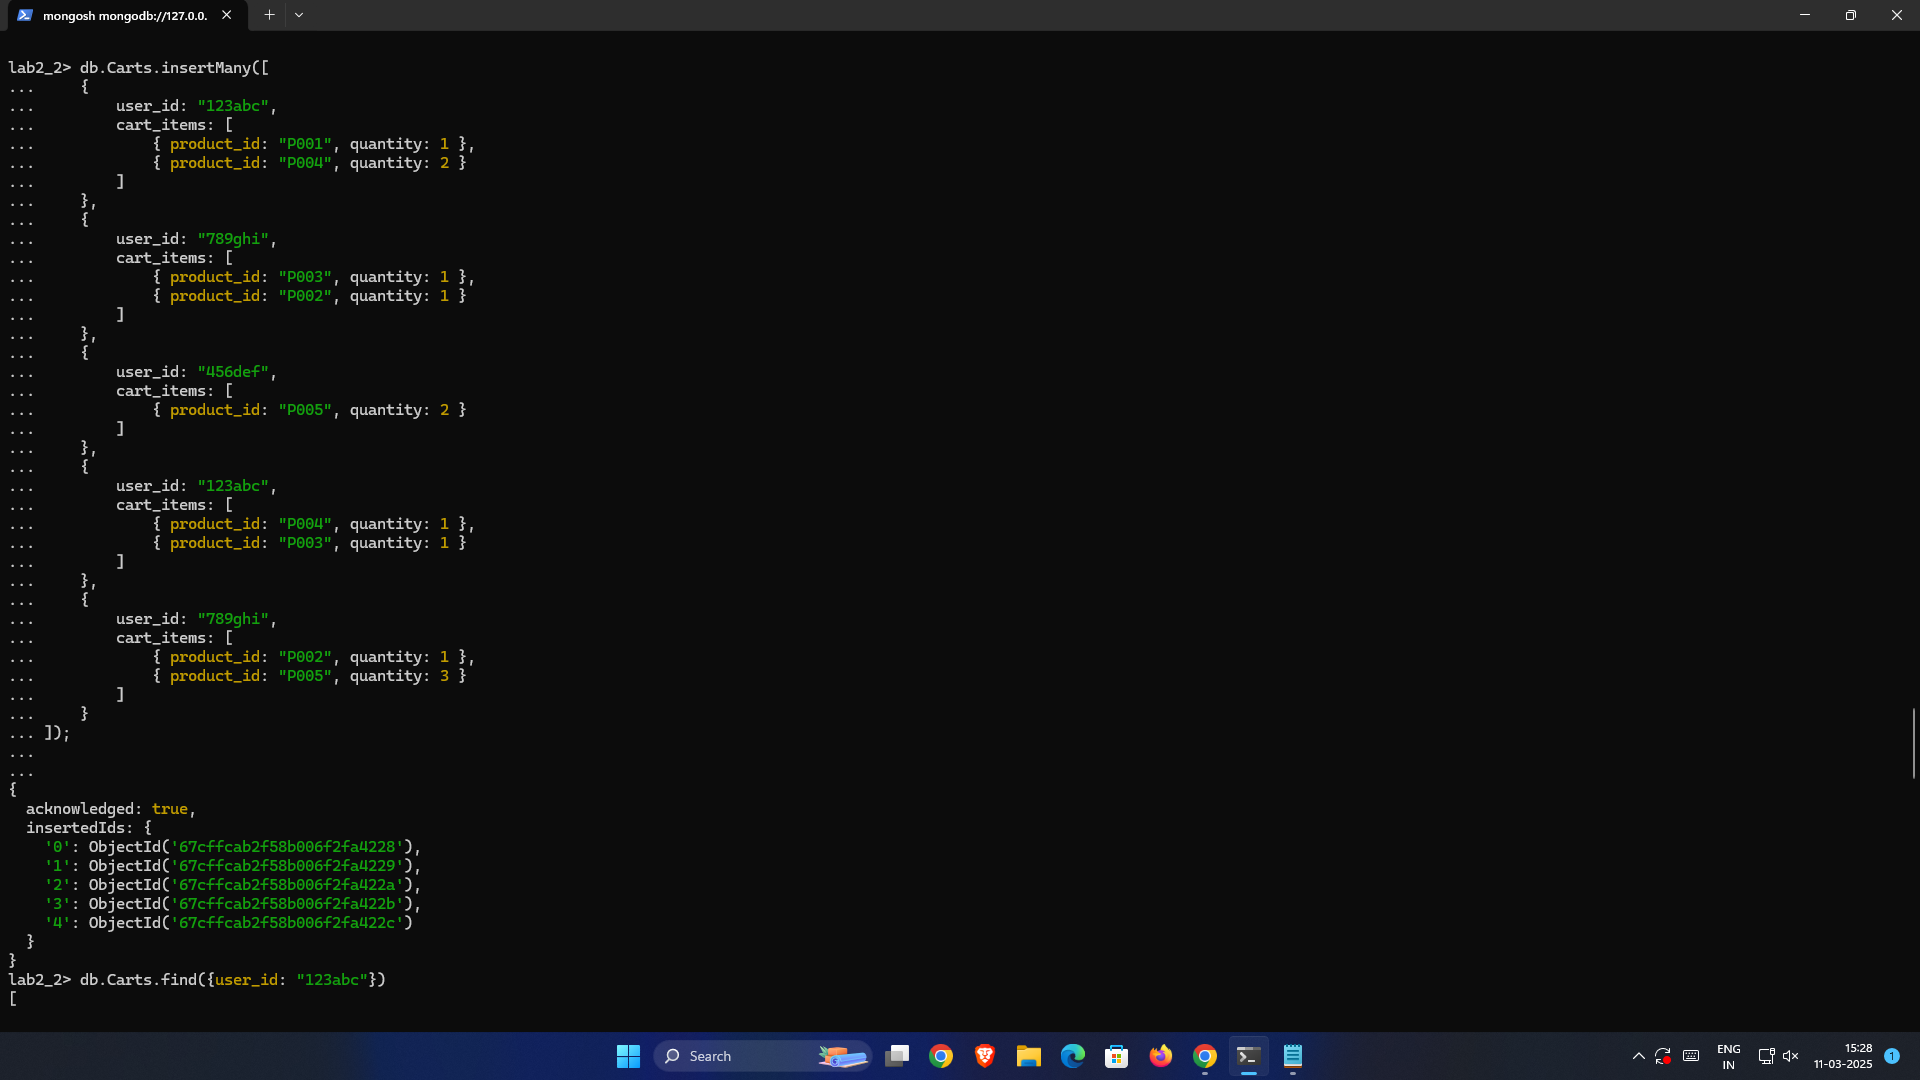 mongosh mongodb://127.0.0.
lab2_2> db.Carts.insertMany([
...     {
...         user_id: "123abc",
...         cart_items: [
...             { product_id: "P001", quantity: 1 },
...             { product_id: "P004", quantity: 2 }
...         ]
...     },
...     {
...         user_id: "789ghi",
...         cart_items: [
...             { product_id: "P003", quantity: 1 },
...             { product_id: "P002", quantity: 1 }
...         ]
...     },
...     {
...         user_id: "456def",
...         cart_items: [
...             { product_id: "P005", quantity: 2 }
...         ]
...     },
...     {
...         user_id: "123abc",
...         cart_items: [
...             { product_id: "P004", quantity: 1 },
...             { product_id: "P003", quantity: 1 }
...         ]
...     },
...     {
...         user_id: "789ghi",
...         cart_items: [
...             { product_id: "P002", quantity: 1 },
...             { product_id: "P005", quantity: 3 }
...         ]
...     }
... ]);
...
...
{
  acknowledged: true,
  insertedIds: {
    '0': ObjectId('67cffcab2f58b006f2fa4228'),
    '1': ObjectId('67cffcab2f58b006f2fa4229'),
    '2': ObjectId('67cffcab2f58b006f2fa422a'),
    '3': ObjectId('67cffcab2f58b006f2fa422b'),
    '4': ObjectId('67cffcab2f58b006f2fa422c')
  }
}
lab2_2> db.Carts.find({user_id: "123abc"})
[
Search
ENG
IN
15:28
11-03-2025
1